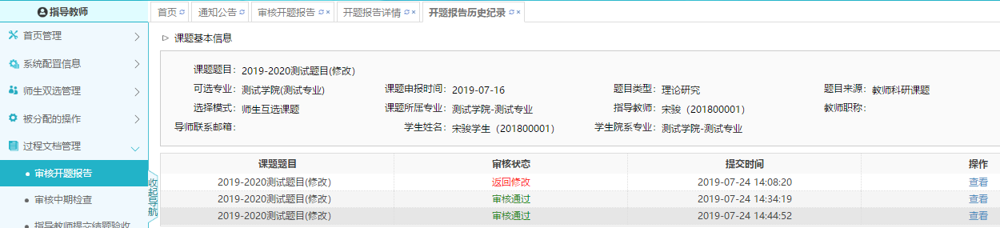 指导教师
首页 通知公告 审核开题报告 开题报告详情 开题报告历史纪录
首页管理
系统配置信息
师生双选管理
被分配的操作
过程文档管理
审核开题报告
审核中期检查
指导教师提交结题验收
收起导航
课题基本信息
课题题目: 2019-2020测试题目(修改)
可选专业: 测试学院(测试专业) 课题申报时间: 2019-07-16 题目类型: 理论研究 题目来源: 教师科研课题
选择模式: 师生互选课题 课题所属专业: 测试学院-测试专业 指导教师: 宋骏（201800001） 教师职称:
导师联系邮箱: 学生姓名: 宋骏学生（201800001） 学生院系专业: 测试学院-测试专业
课题题目 审核状态 提交时间 操作
2019-2020测试题目(修改) 返回修改 2019-07-24 14:08:20 查看
2019-2020测试题目(修改) 审核通过 2019-07-24 14:34:19 查看
2019-2020测试题目(修改) 审核通过 2019-07-24 14:44:52 查看